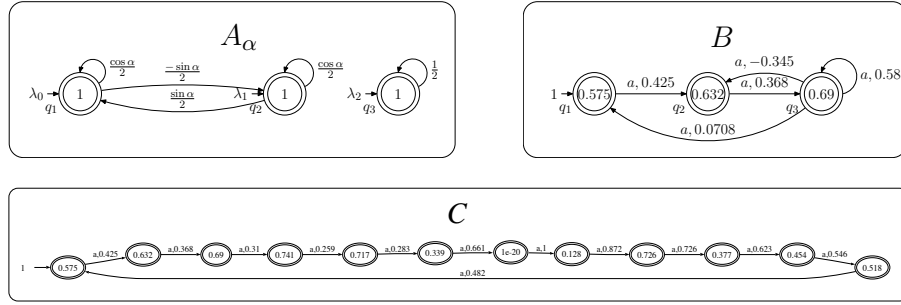 A_α
cos α/2
−sin α/2
cos α/2
1/2
λ₀ 1 λ₁ 1 λ₂ 1
sin α/2
q₁ q₂ q₃
B
a, −0.345
a, 0.425 a, 0.368 a, 0.58
1 0.575 0.632 0.69
q₁ q₂ q₃
a, 0.0708
C
a,0.425 a,0.368 a,0.31 a,0.259 a,0.283 a,0.661 a,1 a,0.872 a,0.726 a,0.623 a,0.546
0.632 0.69 0.741 0.717 0.339 1e-20 0.128 0.726 0.377 0.454
1 0.575 0.518
a,0.482